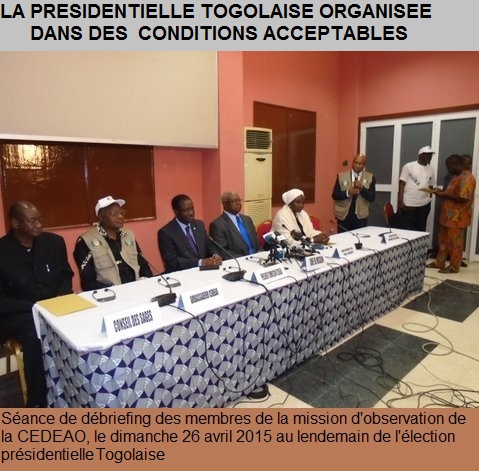 LA PRESIDENTIELLE TOGOLAISE ORGANISEE
DANS DES CONDITIONS ACCEPTABLES
CONSEIL DES SAGES
Séance de débriefing des membres de la mission d'observation de
la CEDEAO, le dimanche 26 avril 2015 au lendemain de l'élection
présidentielle Togolaise